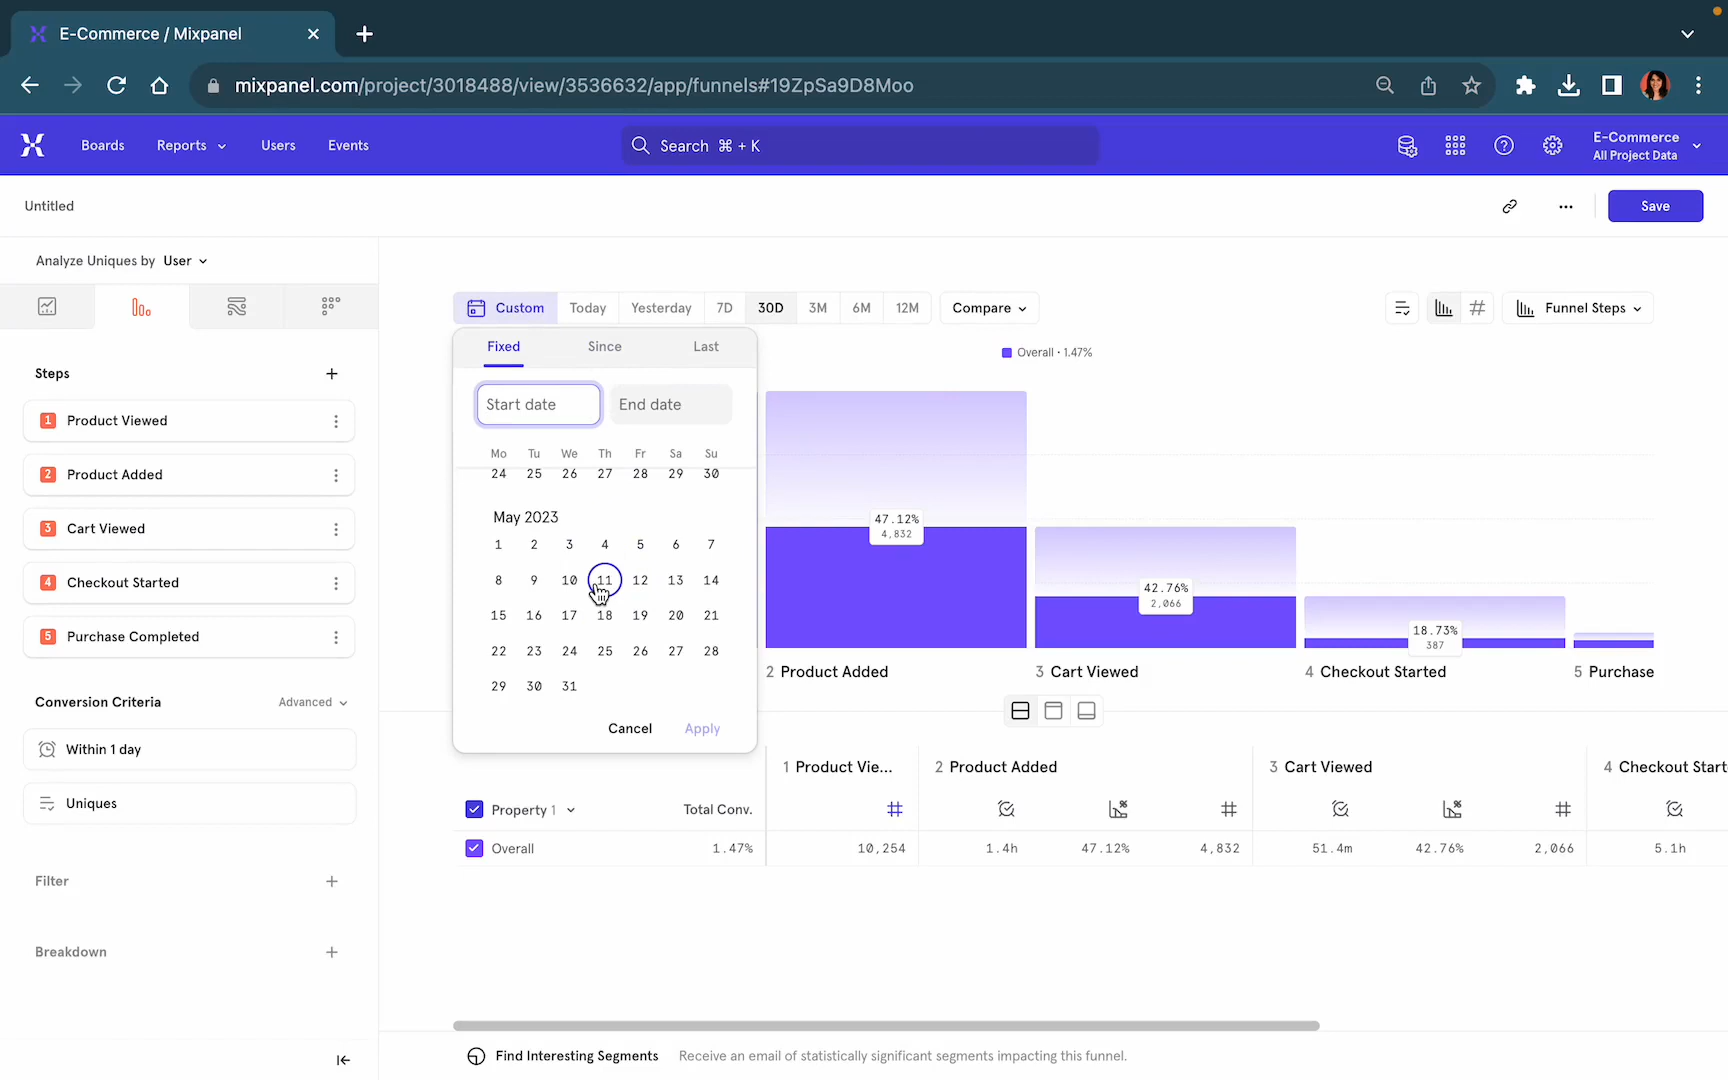 E-Commerce / Mixpanel
mixpanel.com/project/3018488/view/3536632/app/funnels#19ZpSa9D8Moo
Boards
Reports
Users
Events
Search ⌘ + K
E-Commerce
All Project Data
Untitled
Save
Analyze Uniques by User
Custom
Today
Yesterday
7D
30D
3M
6M
12M
Compare
Funnel Steps
Fixed
Since
Last
Overall • 1.47%
Start date
End date
Mo Tu We Th Fr Sa Su
24 25 26 27 28 29 30
May 2023
1 2 3 4 5 6 7
8 9 10 11 12 13 14
15 16 17 18 19 20 21
22 23 24 25 26 27 28
29 30 31
Cancel
Apply
Steps
1 Product Viewed
2 Product Added
3 Cart Viewed
4 Checkout Started
5 Purchase Completed
Conversion Criteria
Advanced
Within 1 day
Uniques
Filter
Breakdown
47.12%
4,832
42.76%
2,066
18.73%
387
2 Product Added
3 Cart Viewed
4 Checkout Started
5 Purchase
1 Product Vie...
2 Product Added
3 Cart Viewed
4 Checkout Start
Property 1
Total Conv.
Overall
1.47%
10,254
1.4h
47.12%
4,832
51.4m
42.76%
2,066
5.1h
Find Interesting Segments
Receive an email of statistically significant segments impacting this funnel.